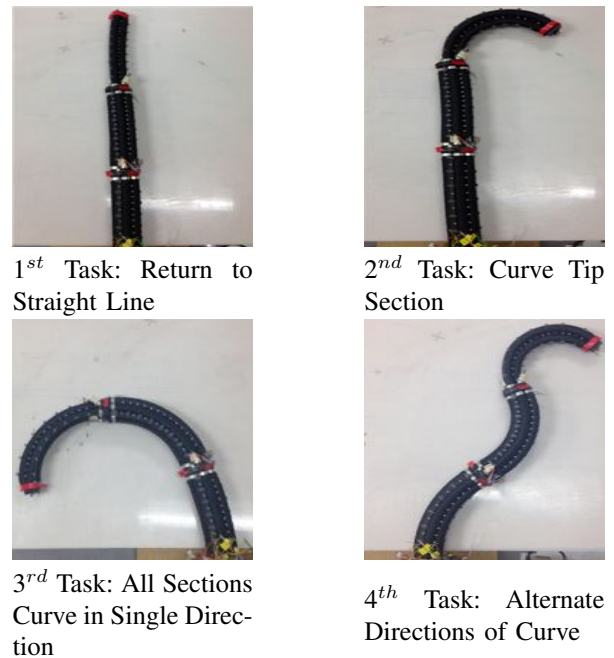 1st Task: Return to
Straight Line
2nd Task: Curve Tip
Section
3rd Task: All Sections
Curve in Single Direc-
tion
4th Task: Alternate
Directions of Curve